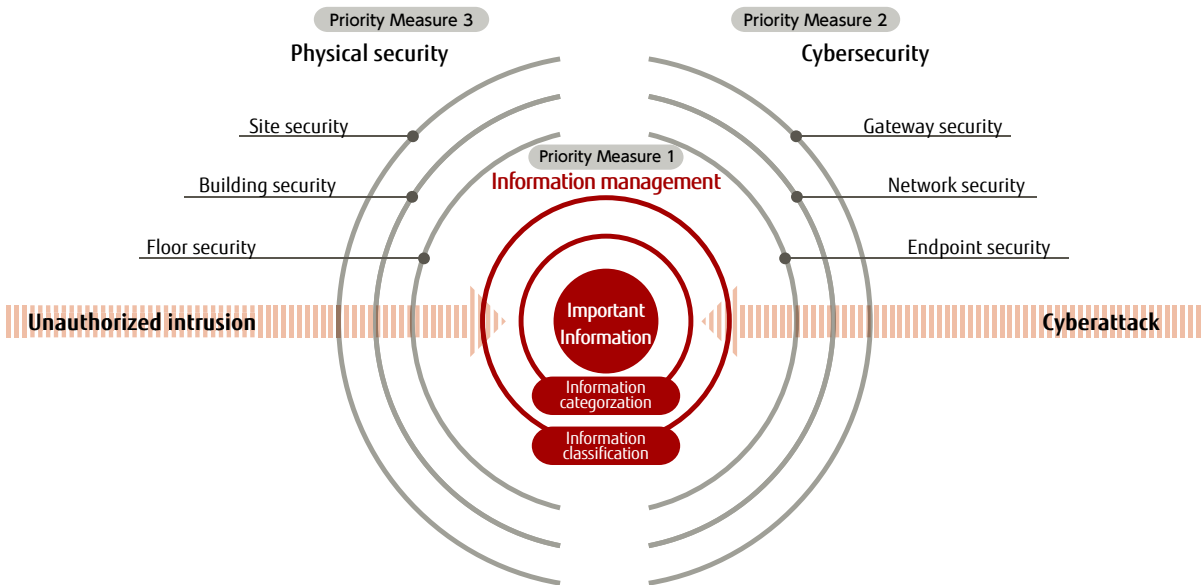 Priority Measure 3
Physical security
Site security
Building security
Floor security
Unauthorized intrusion
Priority Measure 2
Cybersecurity
Gateway security
Network security
Endpoint security
Cyberattack
Priority Measure 1
Information management
Important
Information
Information
categorzation
Information
classification